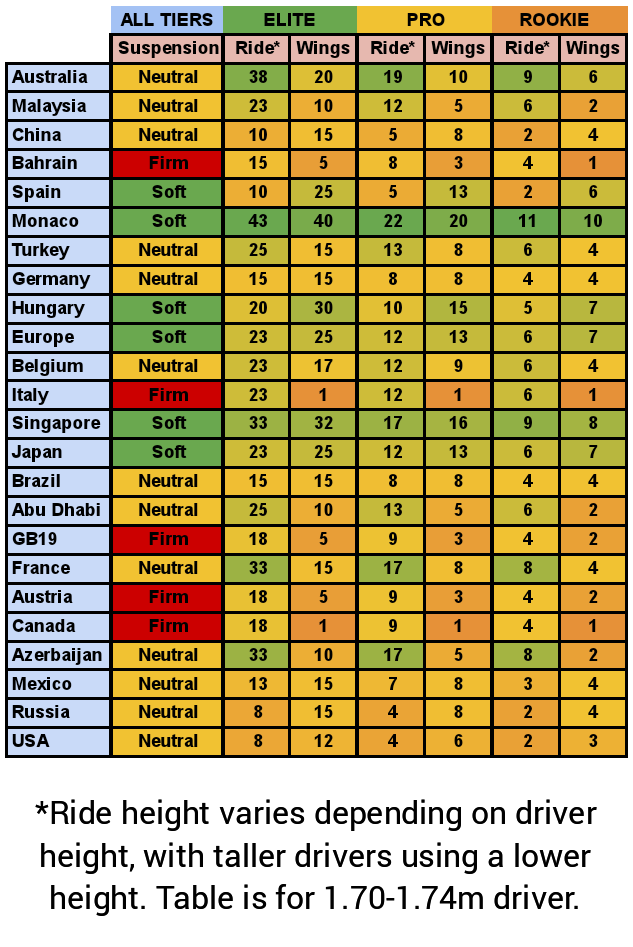 ALL TIERS ELITE PRO ROOKIE
Suspension Ride* Wings Ride* Wings Ride* Wings
Australia Neutral 38 20 19 10 9 6
Malaysia Neutral 23 10 12 5 6 2
China Neutral 10 15 5 8 2 4
Bahrain Firm 15 5 8 3 4 1
Spain Soft 10 25 5 13 2 6
Monaco Soft 43 40 22 20 11 10
Turkey Neutral 25 15 13 8 6 4
Germany Neutral 15 15 8 8 4 4
Hungary Soft 20 30 10 15 5 7
Europe Soft 23 25 12 13 6 7
Belgium Neutral 23 17 12 9 6 4
Italy Firm 23 1 12 1 6 1
Singapore Soft 33 32 17 16 9 8
Japan Soft 23 25 12 13 6 7
Brazil Neutral 15 15 8 8 4 4
Abu Dhabi Neutral 25 10 13 5 6 2
GB19 Firm 18 5 9 3 4 2
France Neutral 33 15 17 8 8 4
Austria Firm 18 5 9 3 4 2
Canada Firm 18 1 9 1 4 1
Azerbaijan Neutral 33 10 17 5 8 2
Mexico Neutral 13 15 7 8 3 4
Russia Neutral 8 15 4 8 2 4
USA Neutral 8 12 4 6 2 3
*Ride height varies depending on driver
height, with taller drivers using a lower
height. Table is for 1.70-1.74m driver.